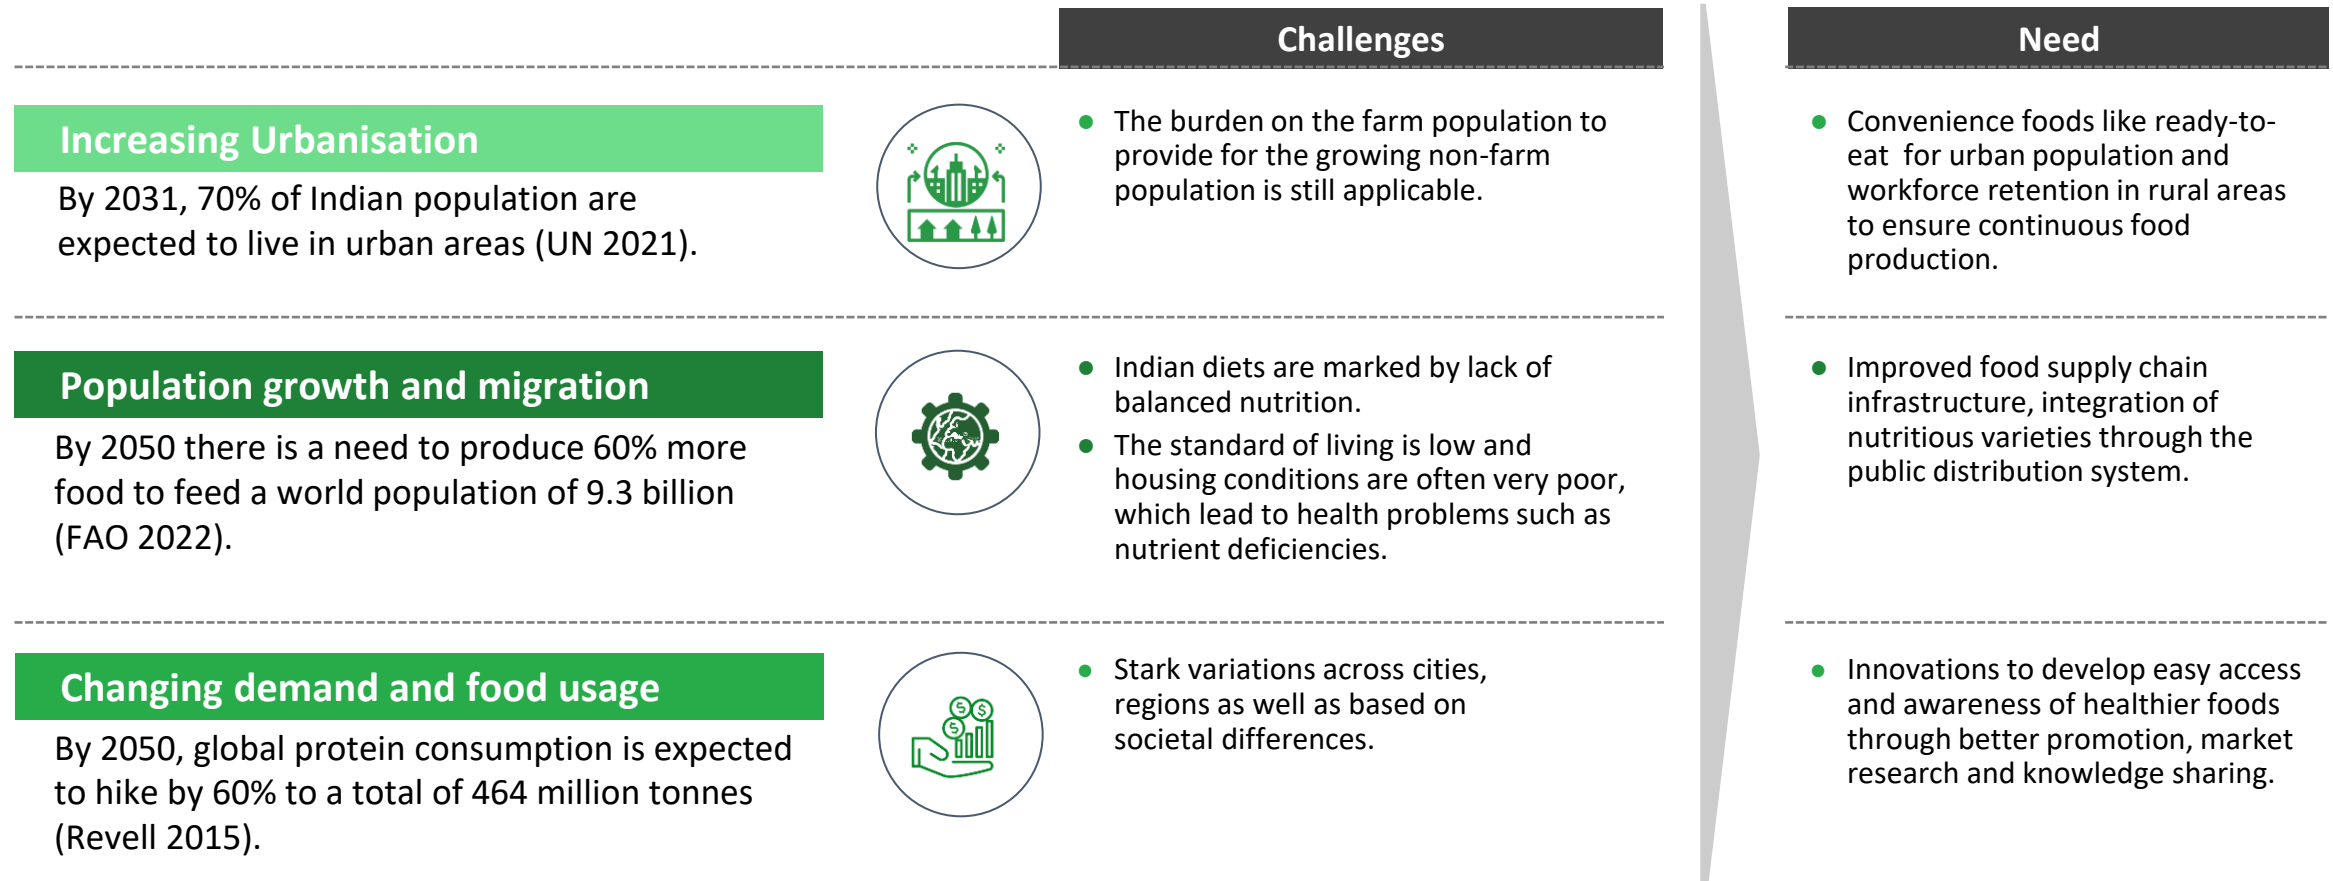 Challenges
Need
Increasing Urbanisation
By 2031, 70% of Indian population are
expected to live in urban areas (UN 2021).
The burden on the farm population to
provide for the growing non-farm
population is still applicable.
Convenience foods like ready-to-
eat for urban population and
workforce retention in rural areas
to ensure continuous food
production.
Population growth and migration
By 2050 there is a need to produce 60% more
food to feed a world population of 9.3 billion
(FAO 2022).
Indian diets are marked by lack of
balanced nutrition.
The standard of living is low and
housing conditions are often very poor,
which lead to health problems such as
nutrient deficiencies.
Improved food supply chain
infrastructure, integration of
nutritious varieties through the
public distribution system.
Changing demand and food usage
By 2050, global protein consumption is expected
to hike by 60% to a total of 464 million tonnes
(Revell 2015).
Stark variations across cities,
regions as well as based on
societal differences.
Innovations to develop easy access
and awareness of healthier foods
through better promotion, market
research and knowledge sharing.